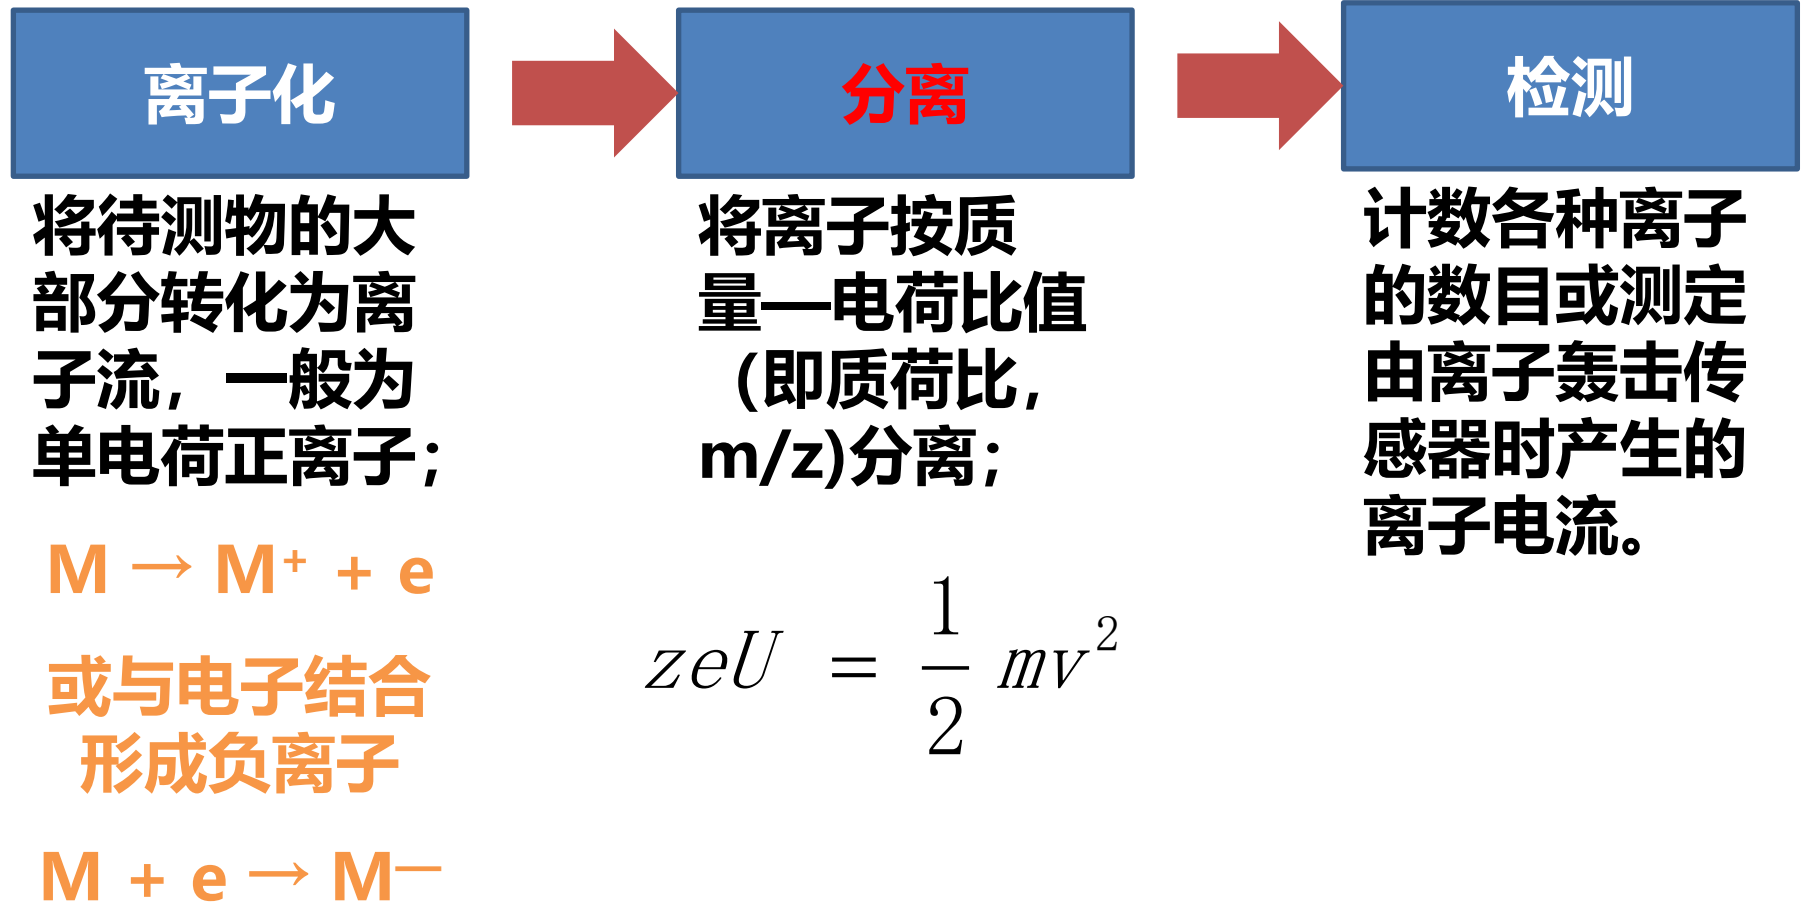 离子化
分离
检测
将待测物的大
部分转化为离
子流，一般为
单电荷正离子；
M → M⁺ + e
或与电子结合
形成负离子
M + e → M—
将离子按质
量—电荷比值
（即质荷比，
m/z)分离；
zeU = 1/2 mv²
计数各种离子
的数目或测定
由离子轰击传
感器时产生的
离子电流。